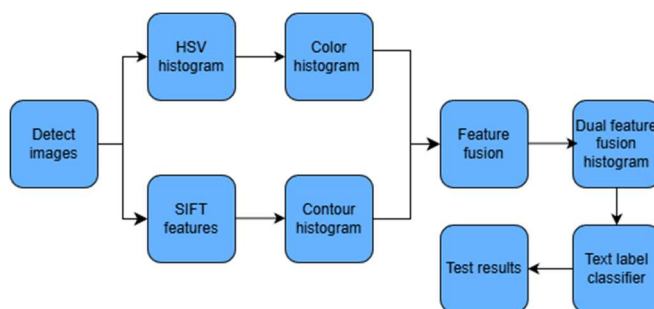 HSV
histogram
Color
histogram
Detect
images
Feature
fusion
Dual feature
fusion
histogram
SIFT
features
Contour
histogram
Test results
Text label
classifier